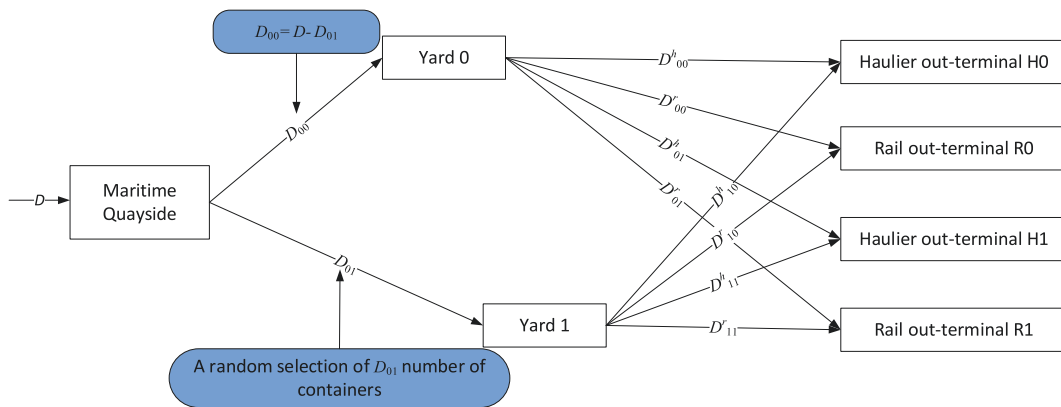 D₀₀= D- D₀₁
Yard 0
Dʰ₀₀
Haulier out-terminal H0
Dʳ₀₀
D₀₀
Dʰ₀₁
Rail out-terminal R0
D
Maritime
Quayside
Dʳ₀₁
Dʰ₁₀
Dʳ₁₀
Haulier out-terminal H1
D₀₁
Dʰ₁₁
Yard 1
Dʳ₁₁
Rail out-terminal R1
A random selection of D₀₁ number of
containers